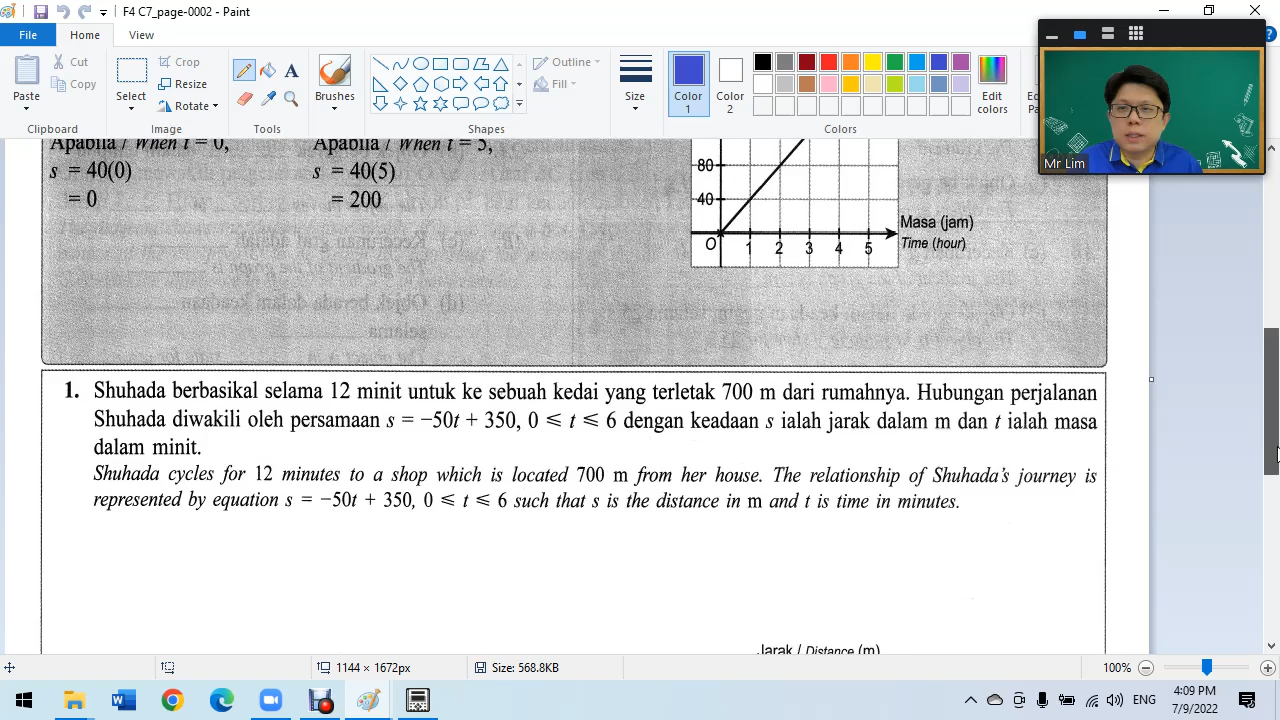 F4 C7_page-0002 - Paint
File
Home
View
Paste
Cut
Copy
Clipboard
Select
Crop
Resize
Rotate
Image
Tools
Brushes
Shapes
Outline
Fill
Size
Color 1
Color 2
Edit colors
Colors
Mr Lim
Apabila / When t = 0,
s = 40(0)
= 0
Apabila / When t = 5,
s = 40(5)
= 200
80
40
O
1 2 3 4 5
Masa (jam)
Time (hour)
1. Shuhada berbasikal selama 12 minit untuk ke sebuah kedai yang terletak 700 m dari rumahnya. Hubungan perjalanan
Shuhada diwakili oleh persamaan s = −50t + 350, 0 ⩽ t ⩽ 6 dengan keadaan s ialah jarak dalam m dan t ialah masa
dalam minit.
Shuhada cycles for 12 minutes to a shop which is located 700 m from her house. The relationship of Shuhada's journey is
represented by equation s = −50t + 350, 0 ⩽ t ⩽ 6 such that s is the distance in m and t is time in minutes.
Jarak / Distance (m)
1144 × 1672px
Size: 568.8KB
100%
ENG
4:09 PM
7/9/2022